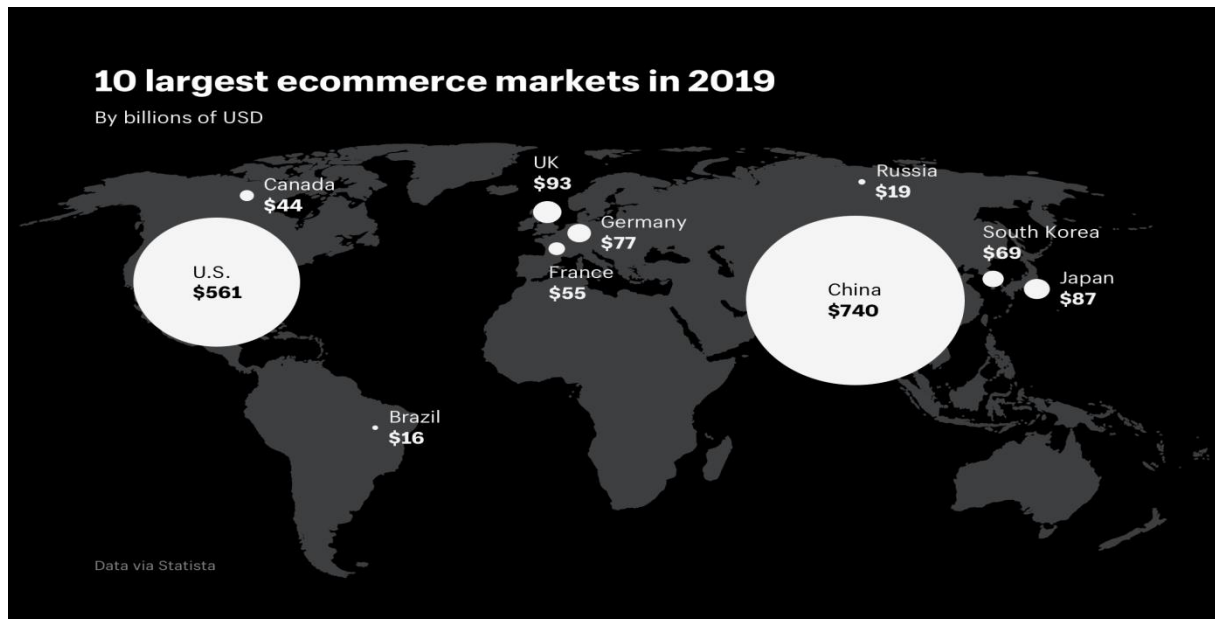 10 largest ecommerce markets in 2019
By billions of USD
Canada
$44
U.S.
$561
UK
$93
Germany
$77
France
$55
Russia
$19
South Korea
$69
Japan
$87
China
$740
Brazil
$16
Data via Statista